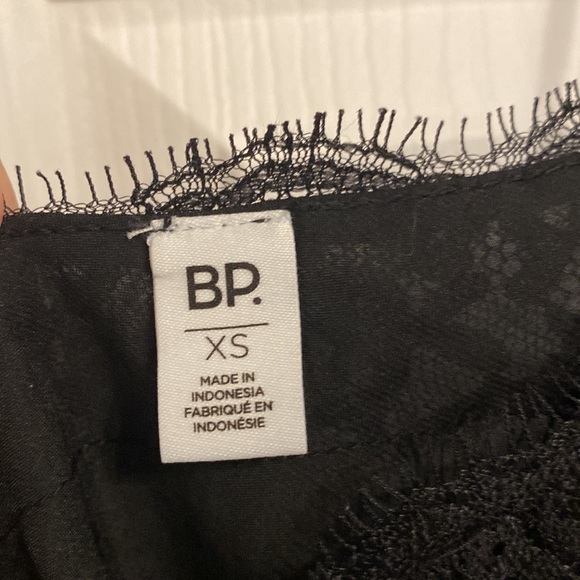 BP.
XS
MADE IN
INDONESIA
FABRIQUÉ EN
INDONÉSIE